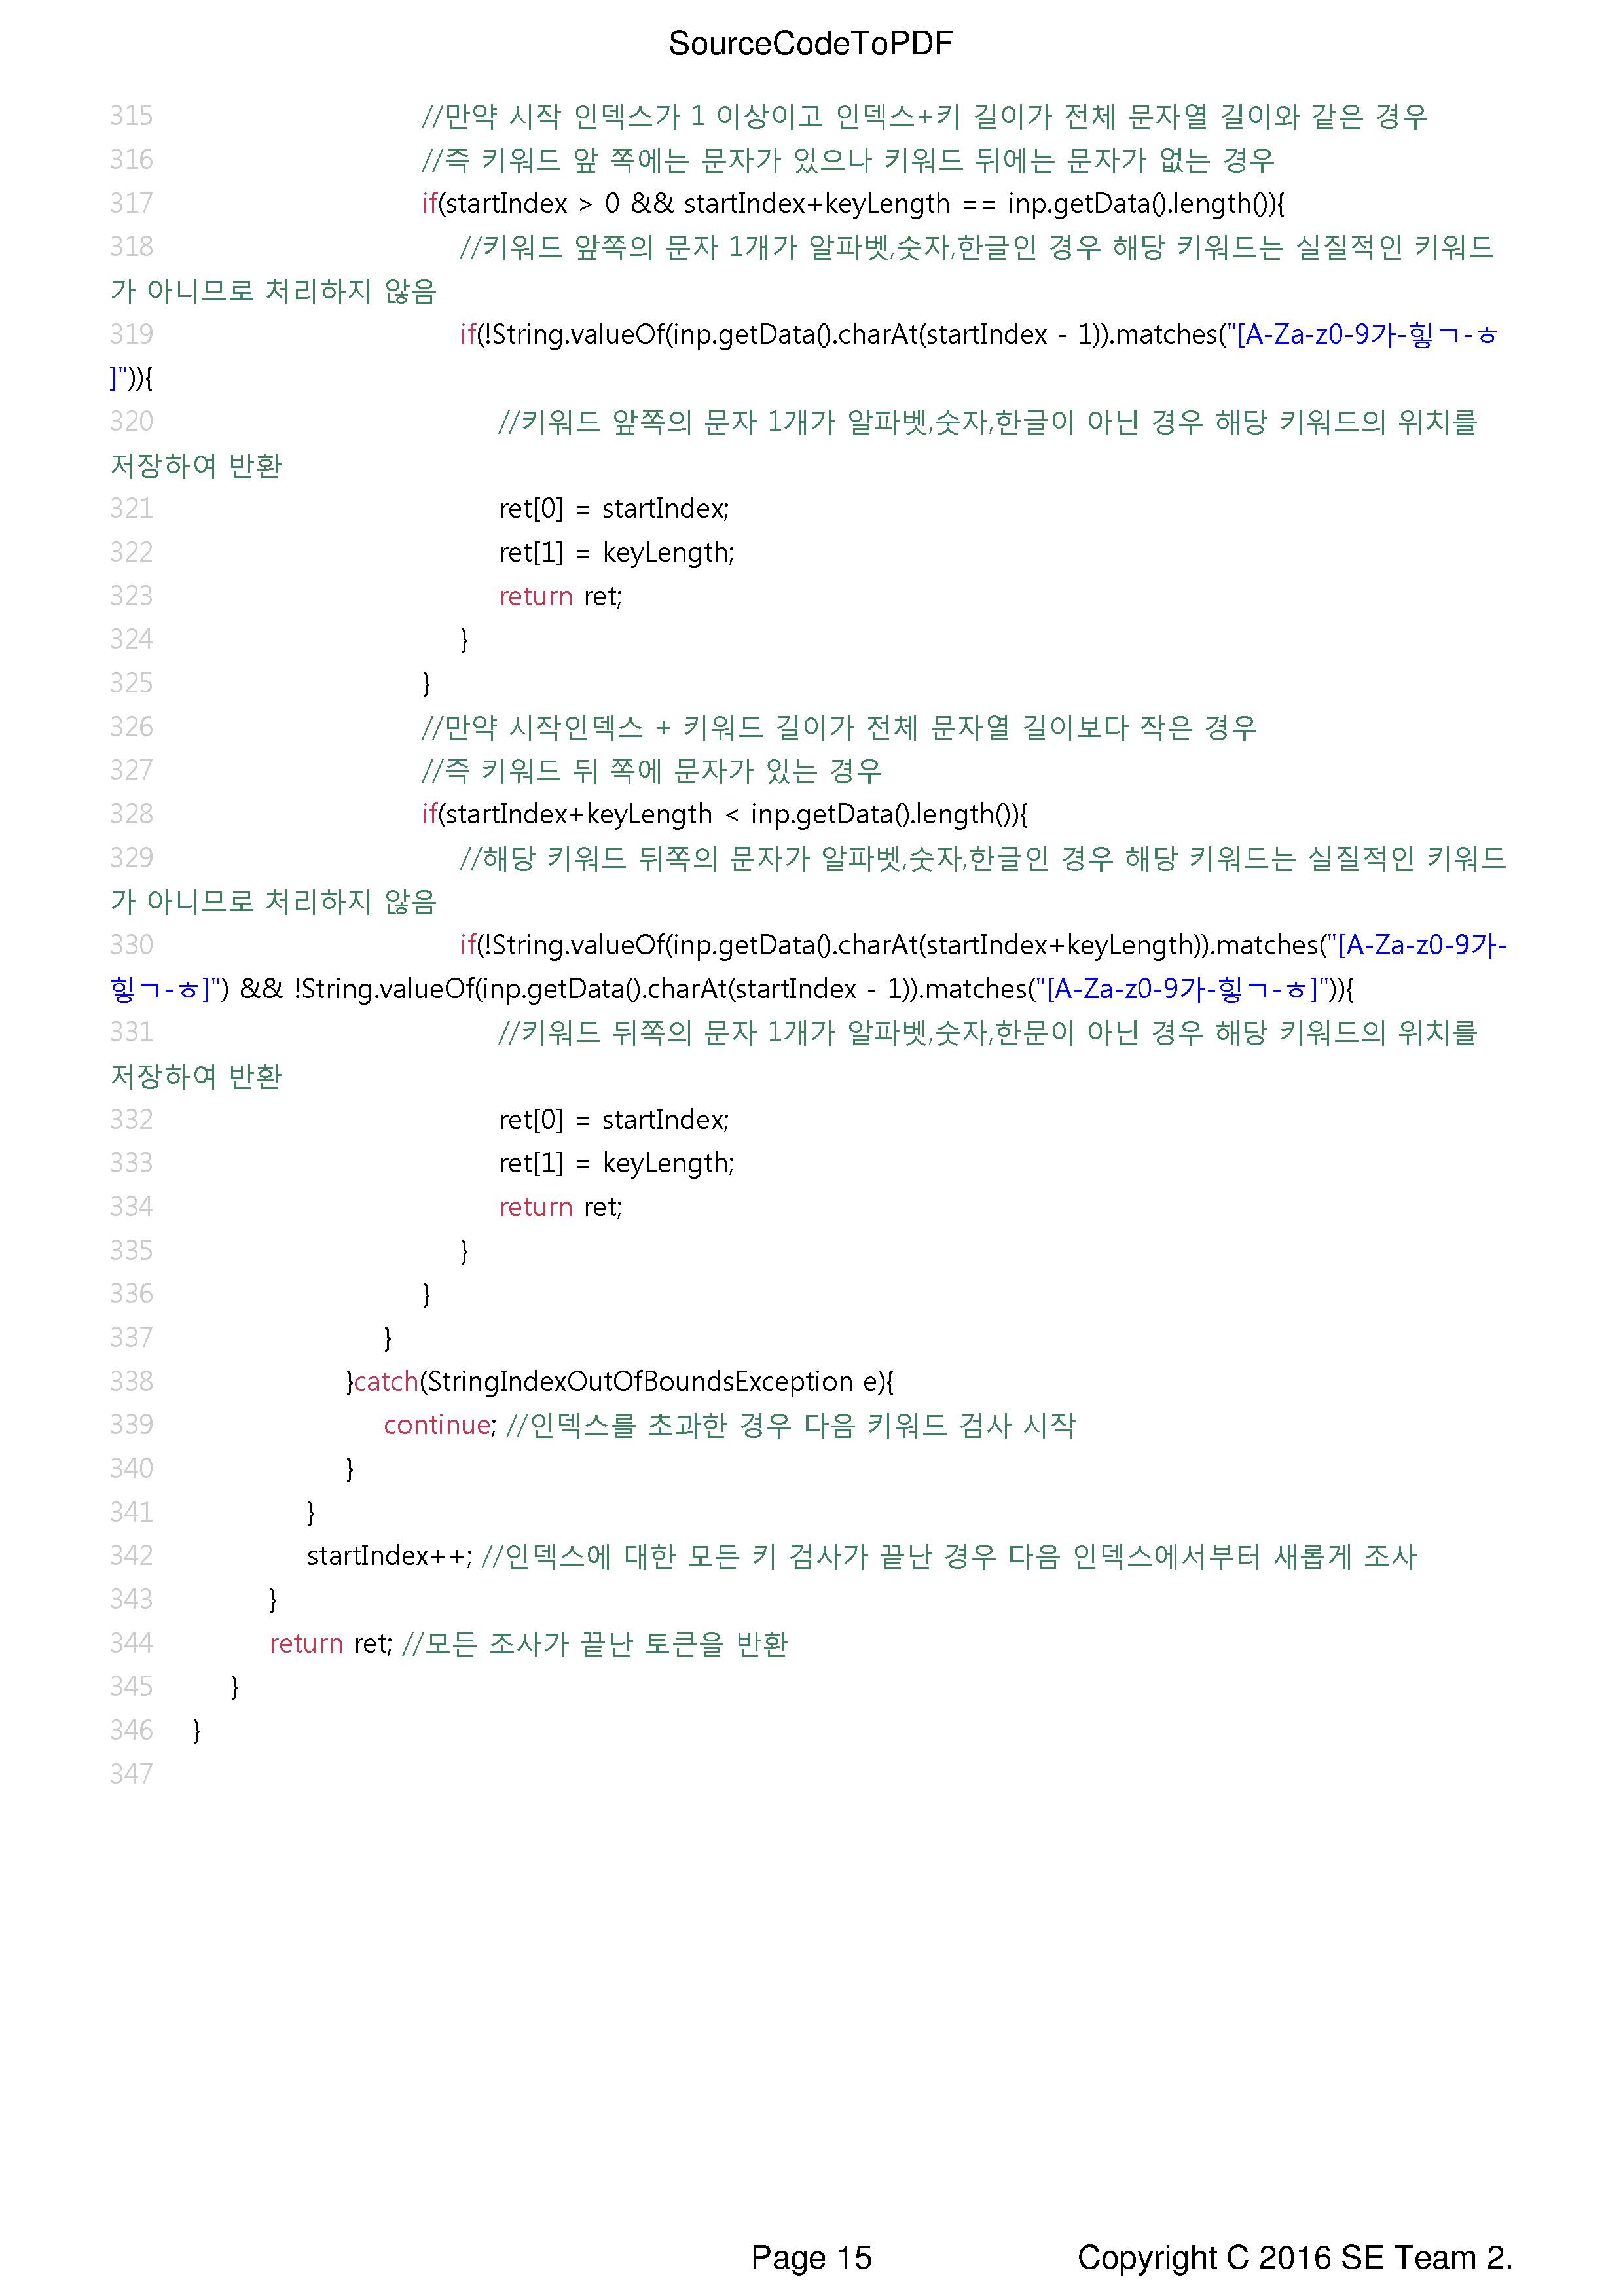 SourceCodeToPDF
315 //만약 시작 인덱스가 1 이상이고 인덱스+키 길이가 전체 문자열 길이와 같은 경우
316 //즉 키워드 앞 쪽에는 문자가 있으나 키워드 뒤에는 문자가 없는 경우
317 if(startIndex > 0 && startIndex+keyLength == inp.getData().length()){
318 //키워드 앞쪽의 문자 1개가 알파벳,숫자,한글인 경우 해당 키워드는 실질적인 키워드
가 아니므로 처리하지 않음
319 if(!String.valueOf(inp.getData().charAt(startIndex - 1)).matches("[A-Za-z0-9가-힣ㄱ-ㅎ
]")){
320 //키워드 앞쪽의 문자 1개가 알파벳,숫자,한글이 아닌 경우 해당 키워드의 위치를
저장하여 반환
321 ret[0] = startIndex;
322 ret[1] = keyLength;
323 return ret;
324 }
325 }
326 //만약 시작인덱스 + 키워드 길이가 전체 문자열 길이보다 작은 경우
327 //즉 키워드 뒤 쪽에 문자가 있는 경우
328 if(startIndex+keyLength < inp.getData().length()){
329 //해당 키워드 뒤쪽의 문자가 알파벳,숫자,한글인 경우 해당 키워드는 실질적인 키워드
가 아니므로 처리하지 않음
330 if(!String.valueOf(inp.getData().charAt(startIndex+keyLength)).matches("[A-Za-z0-9가-
힣ㄱ-ㅎ]") && !String.valueOf(inp.getData().charAt(startIndex - 1)).matches("[A-Za-z0-9가-힣ㄱ-ㅎ]")){
331 //키워드 뒤쪽의 문자 1개가 알파벳,숫자,한문이 아닌 경우 해당 키워드의 위치를
저장하여 반환
332 ret[0] = startIndex;
333 ret[1] = keyLength;
334 return ret;
335 }
336 }
337 }
338 }catch(StringIndexOutOfBoundsException e){
339 continue; //인덱스를 초과한 경우 다음 키워드 검사 시작
340 }
341 }
342 startIndex++; //인덱스에 대한 모든 키 검사가 끝난 경우 다음 인덱스에서부터 새롭게 조사
343 }
344 return ret; //모든 조사가 끝난 토큰을 반환
345 }
346 }
347
Page 15 Copyright C 2016 SE Team 2.